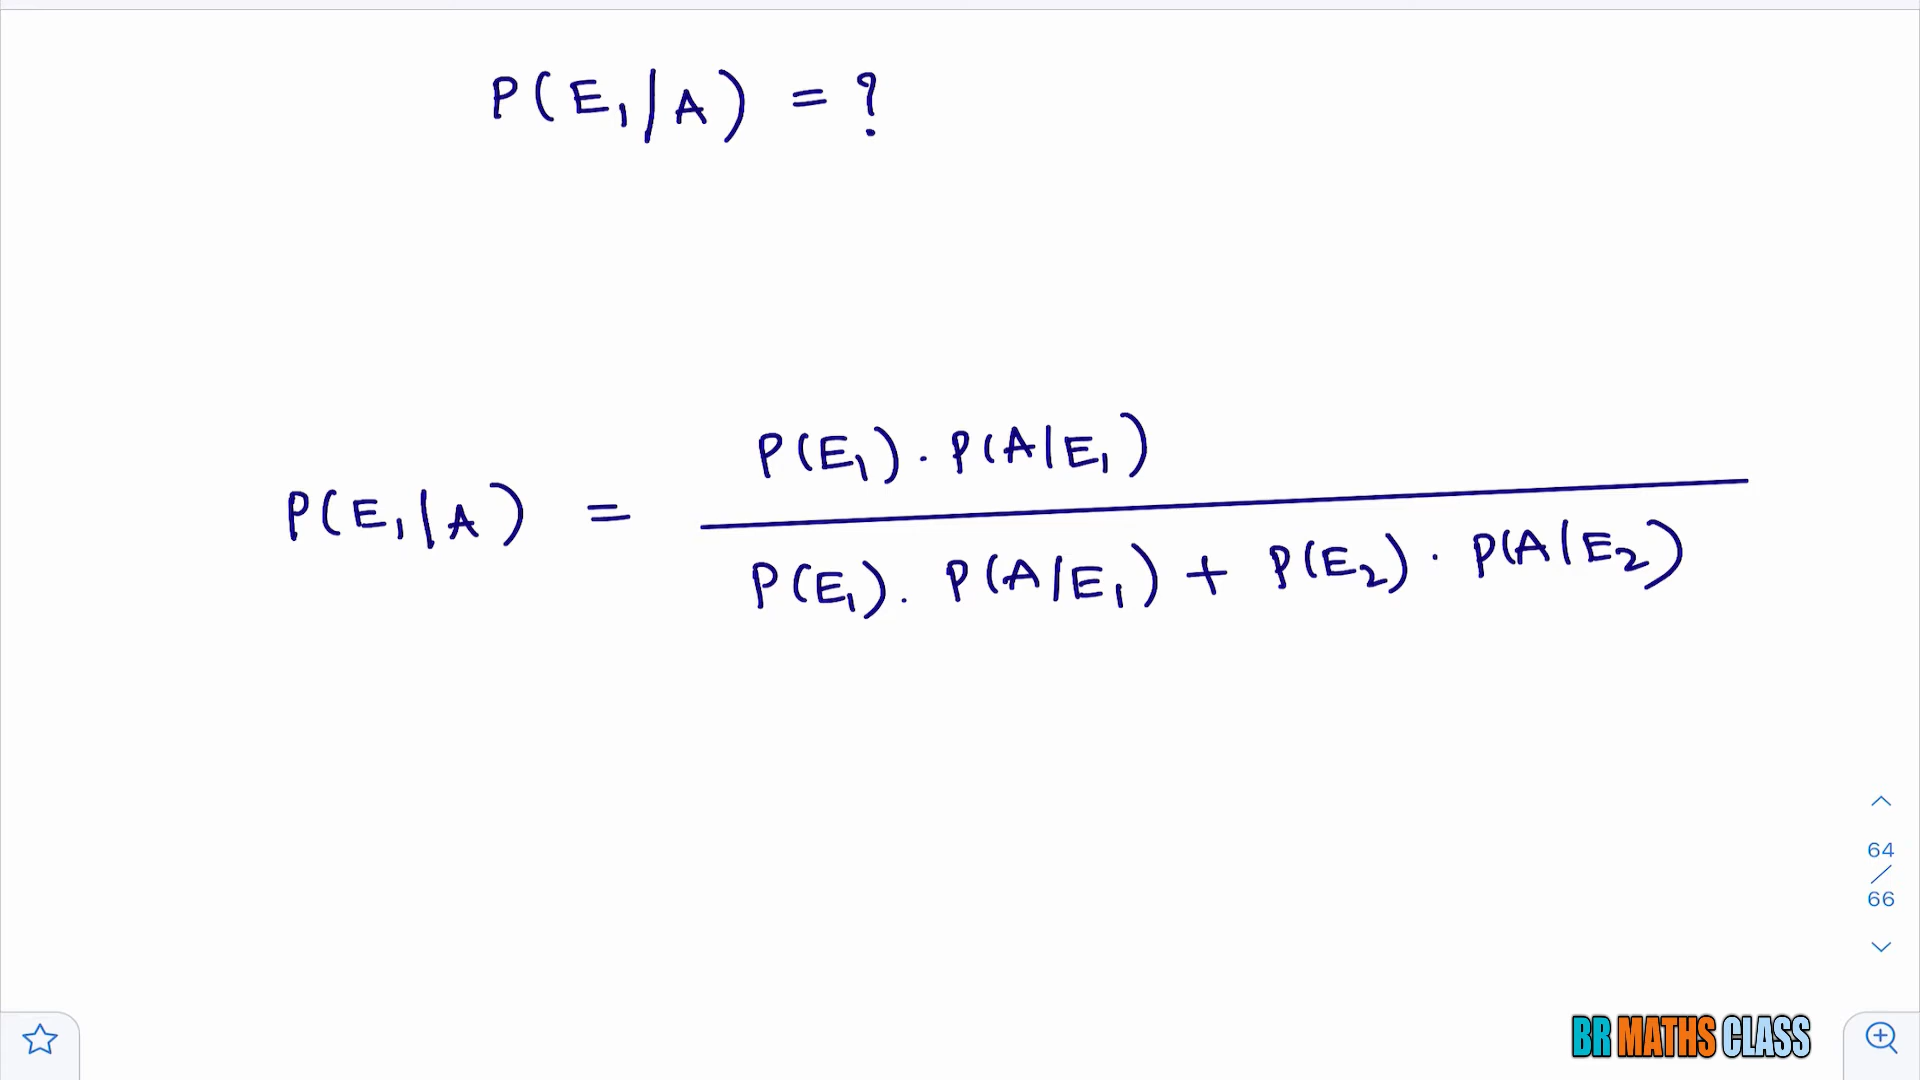 P(E₁/A) = ?
P(E₁). P(A|E₁)
P(E₁/A) =
P(E₁). P(A/E₁) + P(E₂). P(A/E₂)
64
/
66
BR MATHS CLASS